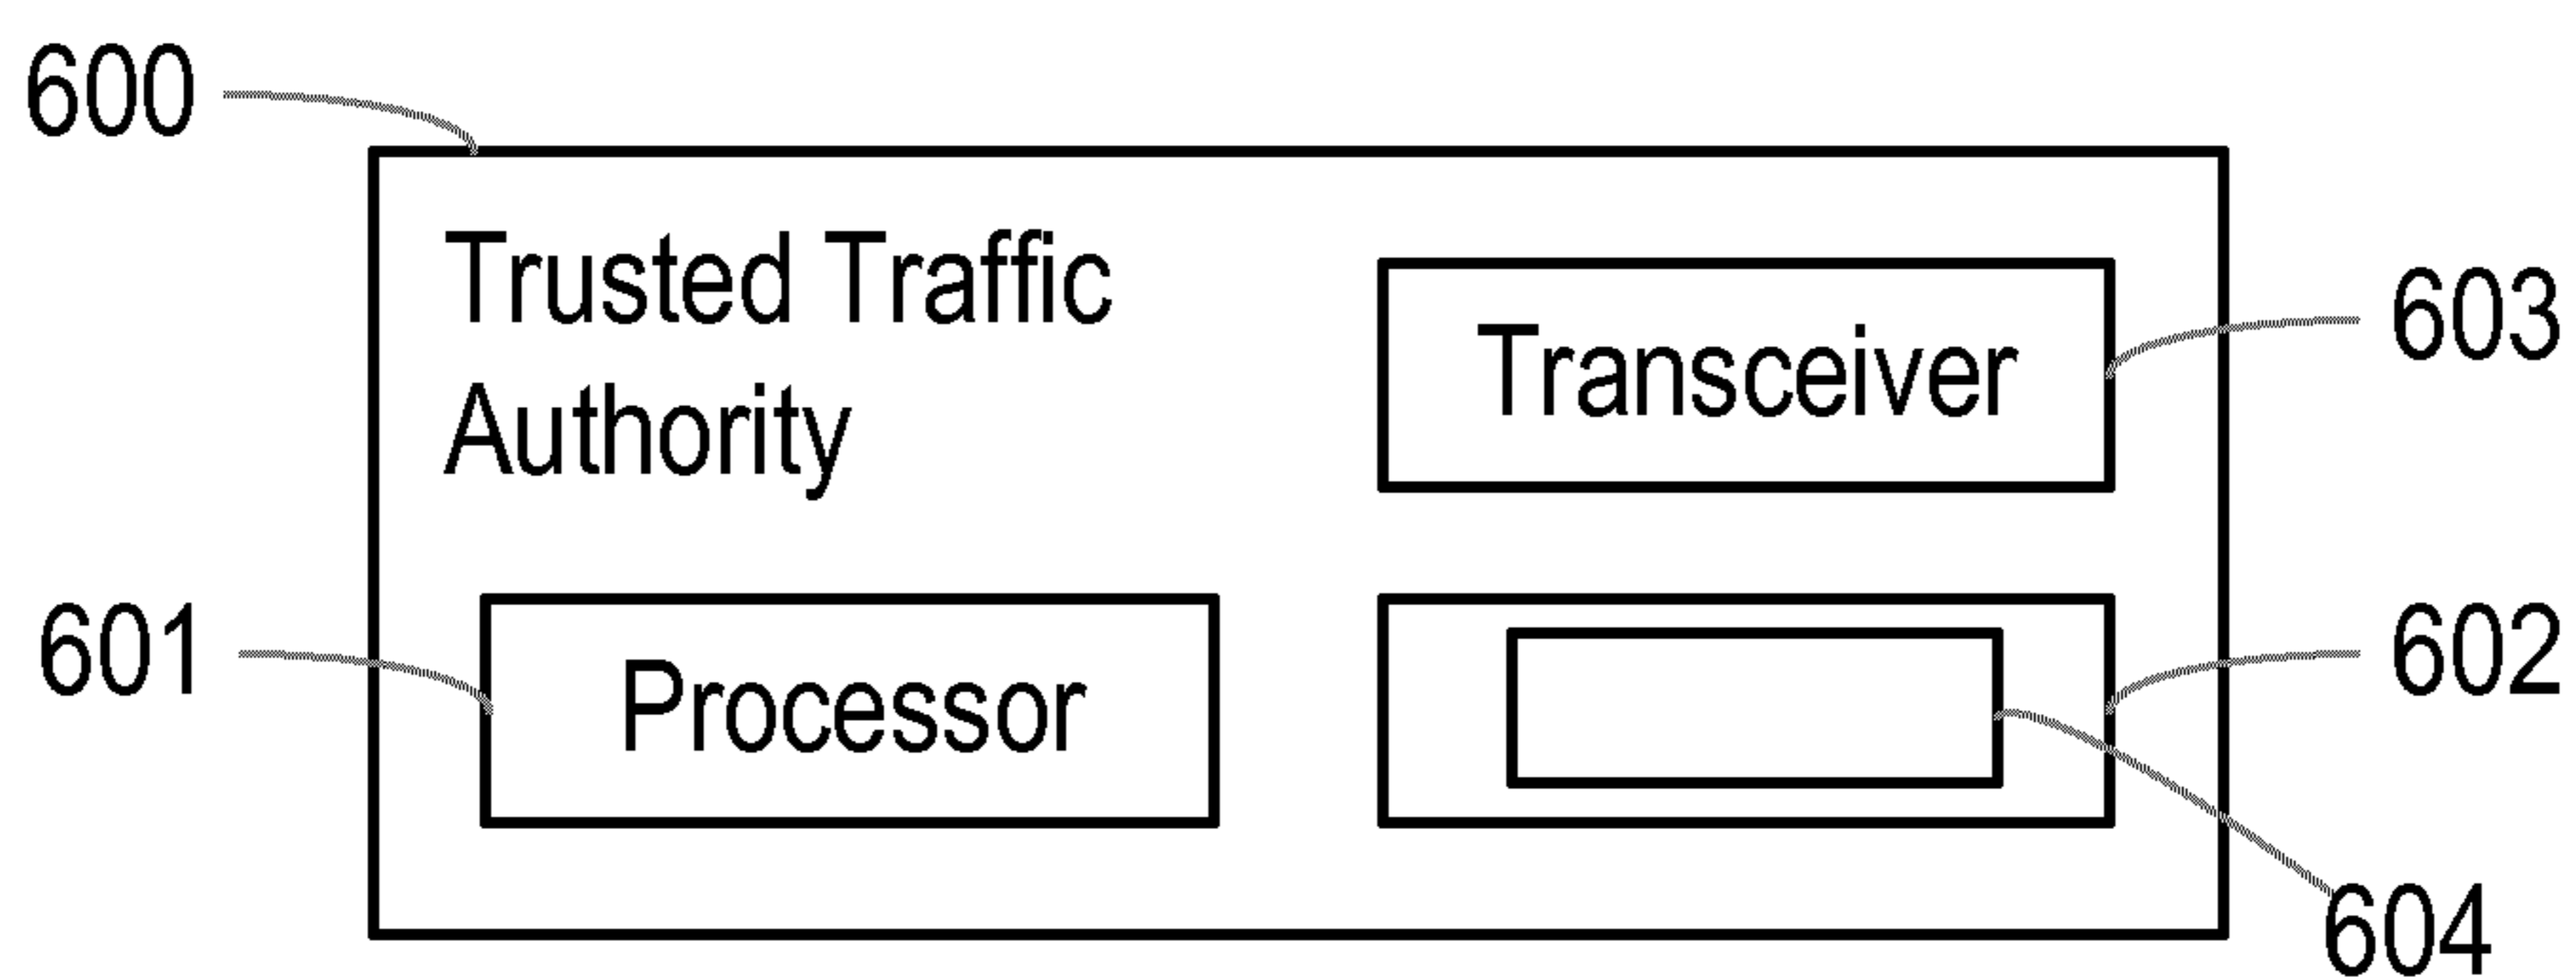 600
Trusted Traffic
Authority
Transceiver
603
601
Processor
602
604